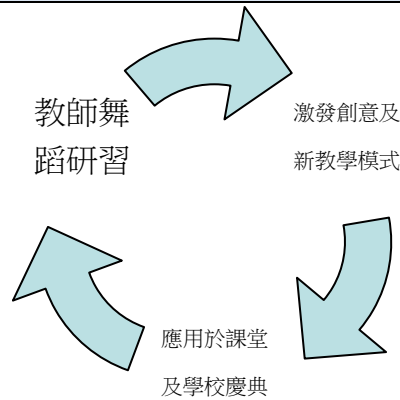 教師舞
蹈研習
激發創意及
新教學模式
應用於課堂
及學校慶典